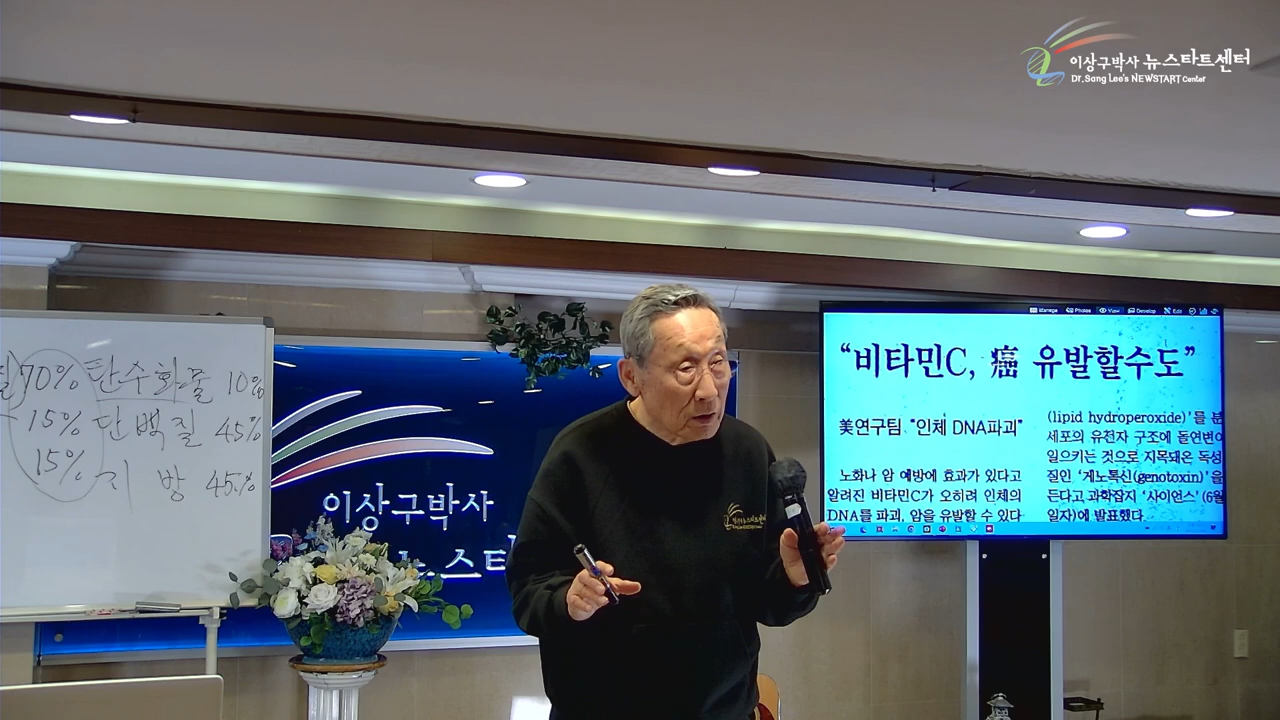 이상구박사 뉴스타트센터
Dr. Sang Lee's NEWSTART Center
70% 탄수화물 10%
15% 단백질 45%
15% 지방 45%
이상구박사
뉴스타
Manage Photos View Develop Edit
“비타민C, 癌 유발할수도”
美연구팀 "인체 DNA파괴"
노화나 암 예방에 효과가 있다고
알려진 비타민C가 오히려 인체의
DNA를 파괴, 암을 유발할 수 있다
(lipid hydroperoxide)'를 분
세포의 유전자 구조에 돌연변이
일으키는 것으로 지목돼온 독성
질인 '게노톡신(genotoxin)'을
든다고 과학잡지 '사이언스' (6월
일자)에 발표했다.